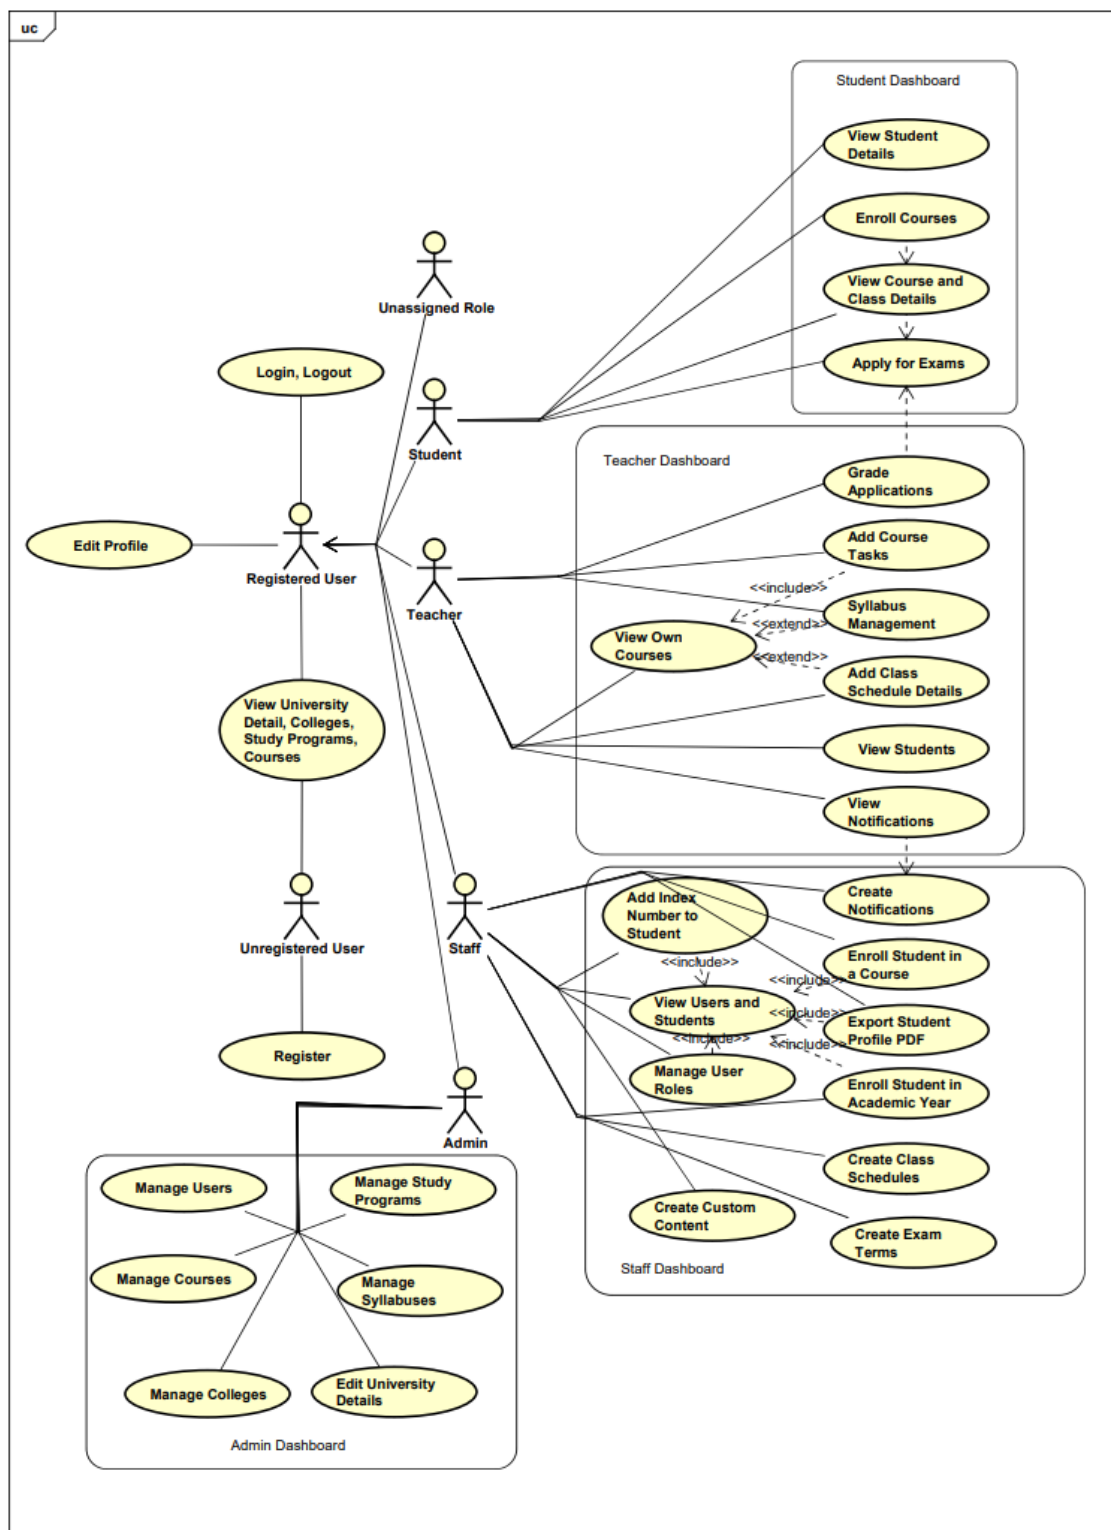 uc
Student Dashboard
View Student
Details
Enroll Courses
View Course and
Class Details
Apply for Exams
Unassigned Role
Login, Logout
Student
Teacher Dashboard
Grade
Applications
Add Course
Tasks
<<include>>
Syllabus
Management
<<extend>>
View Own
Courses
<<extend>>
Add Class
Schedule Details
View Students
View
Notifications
Edit Profile
Registered User
Teacher
View University
Detail, Colleges,
Study Programs,
Courses
Unregistered User
Register
Staff
Admin
Add Index
Number to
Student
Create
Notifications
Enroll Student in
a Course
<<include>>
<<include>>
View Users and
Students
<<include>>
Export Student
Profile PDF
<<include>>
<<include>>
Manage User
Roles
Enroll Student in
Academic Year
Create Class
Schedules
Create Custom
Content
Create Exam
Terms
Staff Dashboard
Manage Users
Manage Study
Programs
Manage Courses
Manage
Syllabuses
Manage Colleges
Edit University
Details
Admin Dashboard